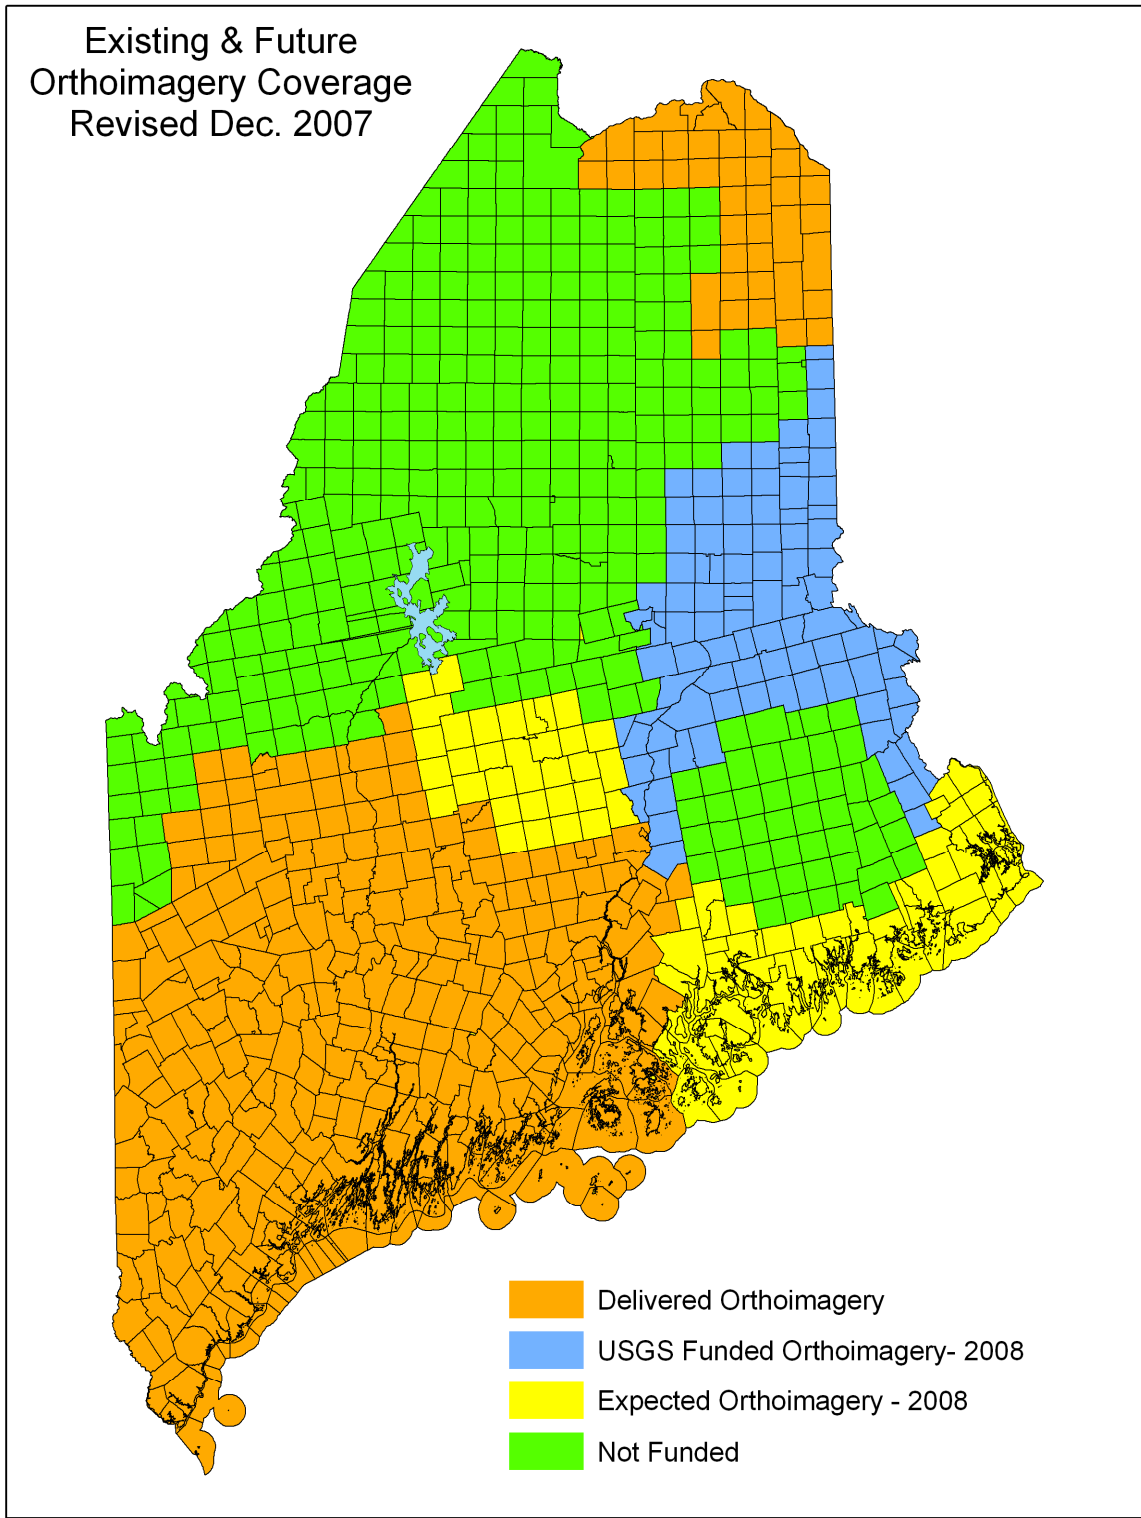 Existing & Future
Orthoimagery Coverage
Revised Dec. 2007
Delivered Orthoimagery
USGS Funded Orthoimagery- 2008
Expected Orthoimagery - 2008
Not Funded